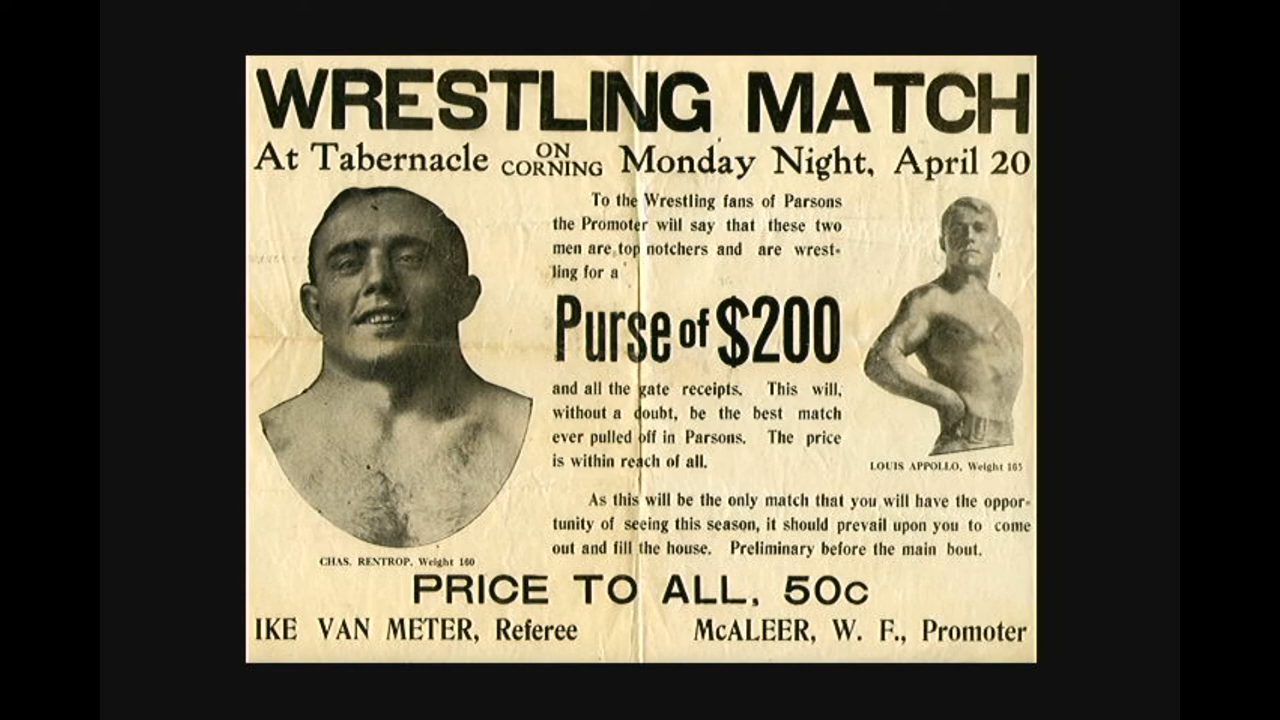 WRESTLING MATCH
At Tabernacle ON CORNING Monday Night, April 20
To the Wrestling fans of Parsons
the Promoter will say that these two
men are top notchers and are wrest-
ling for a
Purse of $200
and all the gate receipts. This will,
without a doubt, be the best match
ever pulled off in Parsons. The price
is within reach of all.
LOUIS APPOLLO, Weight 165
As this will be the only match that you will have the oppor-
tunity of seeing this season, it should prevail upon you to come
out and fill the house. Preliminary before the main bout.
CHAS. RENTROP, Weight 160
PRICE TO ALL, 50c
IKE VAN METER, Referee McALEER, W. F., Promoter